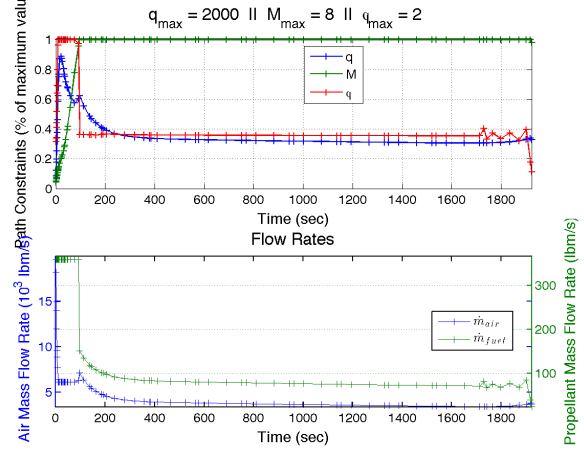 q_max = 2000 || M_max = 8 || φ_max = 2
Path Constraints (% of maximum valu
1
0.8
0.6
0.4
0.2
0
q
M
φ
0 200 400 600 800 1000 1200 1400 1600 1800
Time (sec)
Flow Rates
Air Mass Flow Rate (10^3 lbm/s)
15
10
5
ṁ_air
ṁ_fuel
300
200
100
Propellant Mass Flow Rate (lbm/s)
0 200 400 600 800 1000 1200 1400 1600 1800
Time (sec)